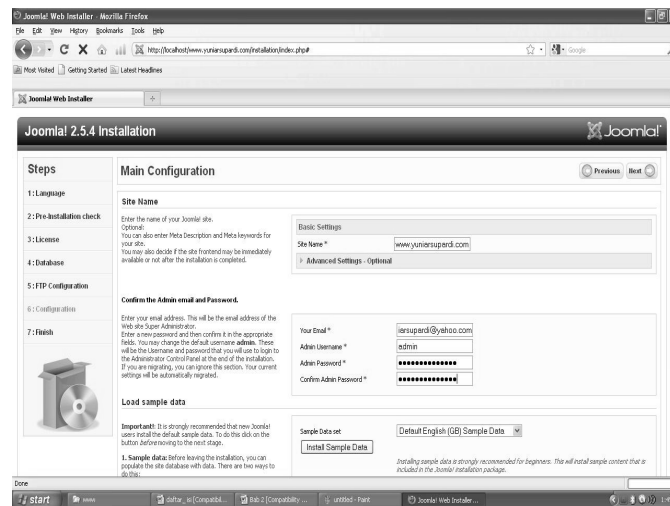 Joomla! Web Installer - Mozilla Firefox
File Edit View History Bookmarks Tools Help
http://localhost/www.yuniarsupardi.com/installation/index.php#
Google
Most Visited Getting Started Latest Headlines
Joomla! Web Installer
Joomla! 2.5.4 Installation
Joomla!
Steps
1 : Language
2 : Pre-Installation check
3 : License
4 : Database
5 : FTP Configuration
6 : Configuration
7 : Finish
Main Configuration
Previous Next
Site Name
Enter the name of your Joomla! site.
Optional:
You can also enter Meta Description and Meta keywords for
your site.
You may also decide if the site frontend may be immediately
available or not after the installation is completed.
Basic Settings
Site Name * www.yuniarsupardi.com
Advanced Settings - Optional
Confirm the Admin email and Password.
Enter your email address. This will be the email address of the
Web site Super Administrator.
Enter a new password and then confirm it in the appropriate
fields. You may change the default username admin. These
will be the Username and password that you will use to login to
the Administrator Control Panel at the end of the installation.
If you are migrating, you can ignore this section. Your current
settings will be automatically migrated.
Your Email * iarsupardi@yahoo.com
Admin Username * admin
Admin Password * ••••••••••••••
Confirm Admin Password * ••••••••••••••
Load sample data
Important!: It is strongly recommended that new Joomla!
users install the default sample data. To do this click on the
button before moving to the next stage.
1. Sample data: Before leaving the installation, you can
populate the site database with data. There are two ways to
do this:
Sample Data set Default English (GB) Sample Data
Install Sample Data
Installing sample data is strongly recommended for beginners. This will install sample content that is
included in the Joomla! installation package.
Done
start
www
daftar_isi [Compatibil...
Bab 2 [Compatibility ...
untitled - Paint
Joomla! Web Installer ...